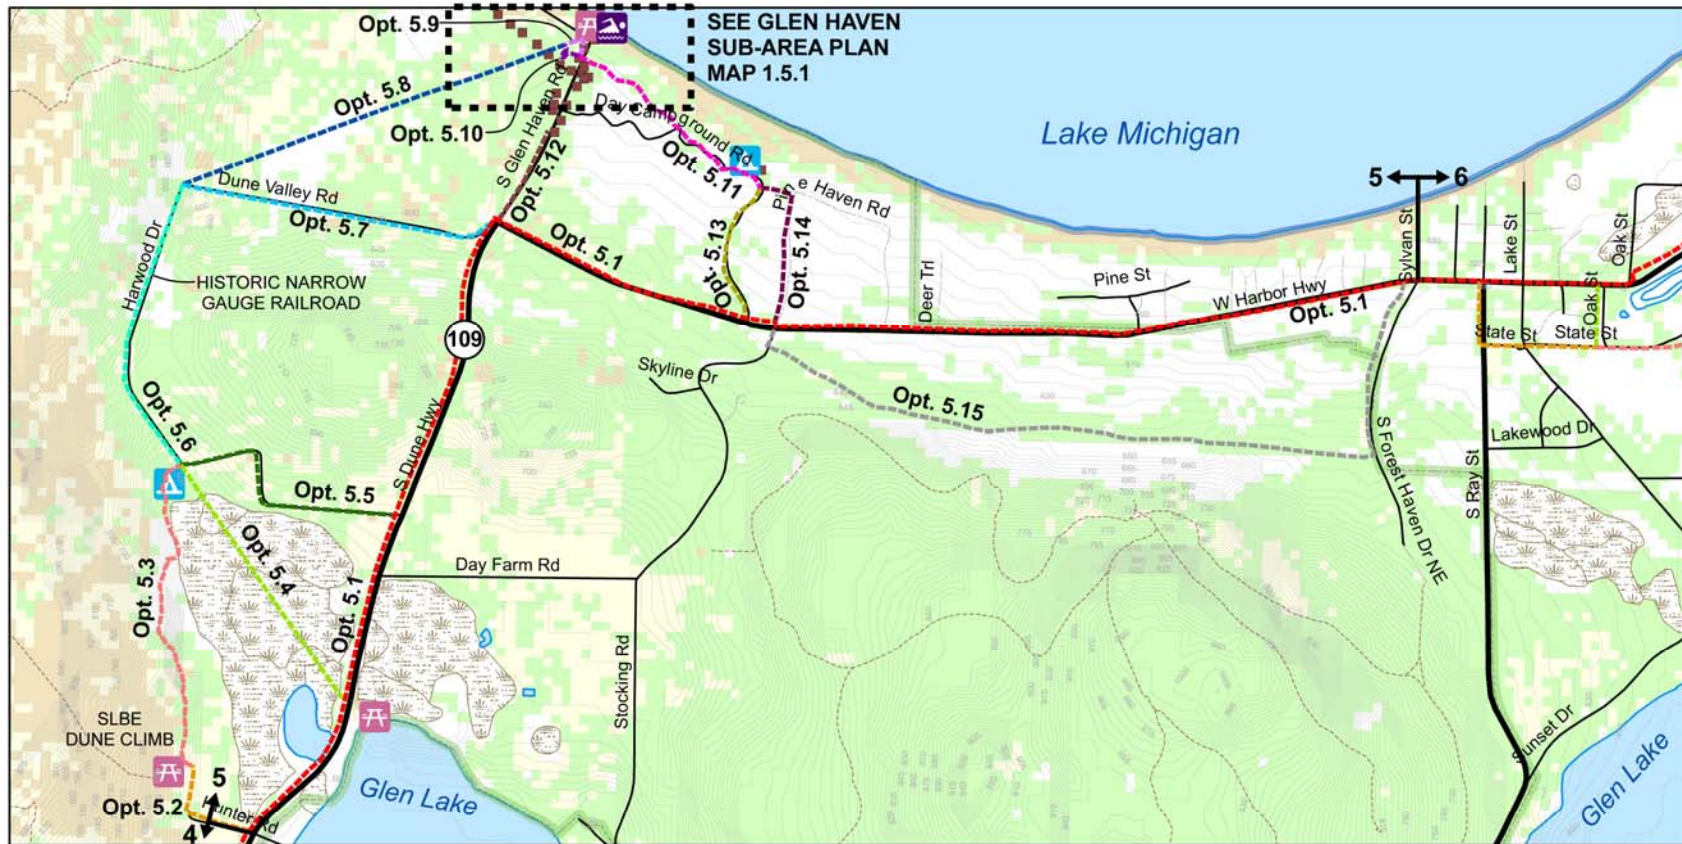 Opt. 5.9
SEE GLEN HAVEN
SUB-AREA PLAN
MAP 1.5.1
Opt. 5.8
Opt. 5.10
S Glen Haven Rd
Opt. 5.12
Day Campground Rd
Opt. 5.11
Lake Michigan
5 6
Dune Valley Rd
Opt. 5.7
Pine Haven Rd
Opt. 5.13
Opt. 5.14
Opt. 5.1
Deer Trl
Pine St
W Harbor Hwy
Opt. 5.1
Sylvan St
Lake St
Oak St
Oak St
State St
State St
Harwood Dr
HISTORIC NARROW
GAUGE RAILROAD
109
Skyline Dr
Opt. 5.15
S Dune Hwy
Opt. 5.6
Opt. 5.5
Opt. 5.4
Opt. 5.3
Opt. 5.1
Day Farm Rd
Stocking Rd
S Forest Haven Dr NE
S Ray St
Lakewood Dr
SLBE
DUNE CLIMB
Opt. 5.2
5
4
Hunter Rd
Glen Lake
Sunset Dr
Glen Lake